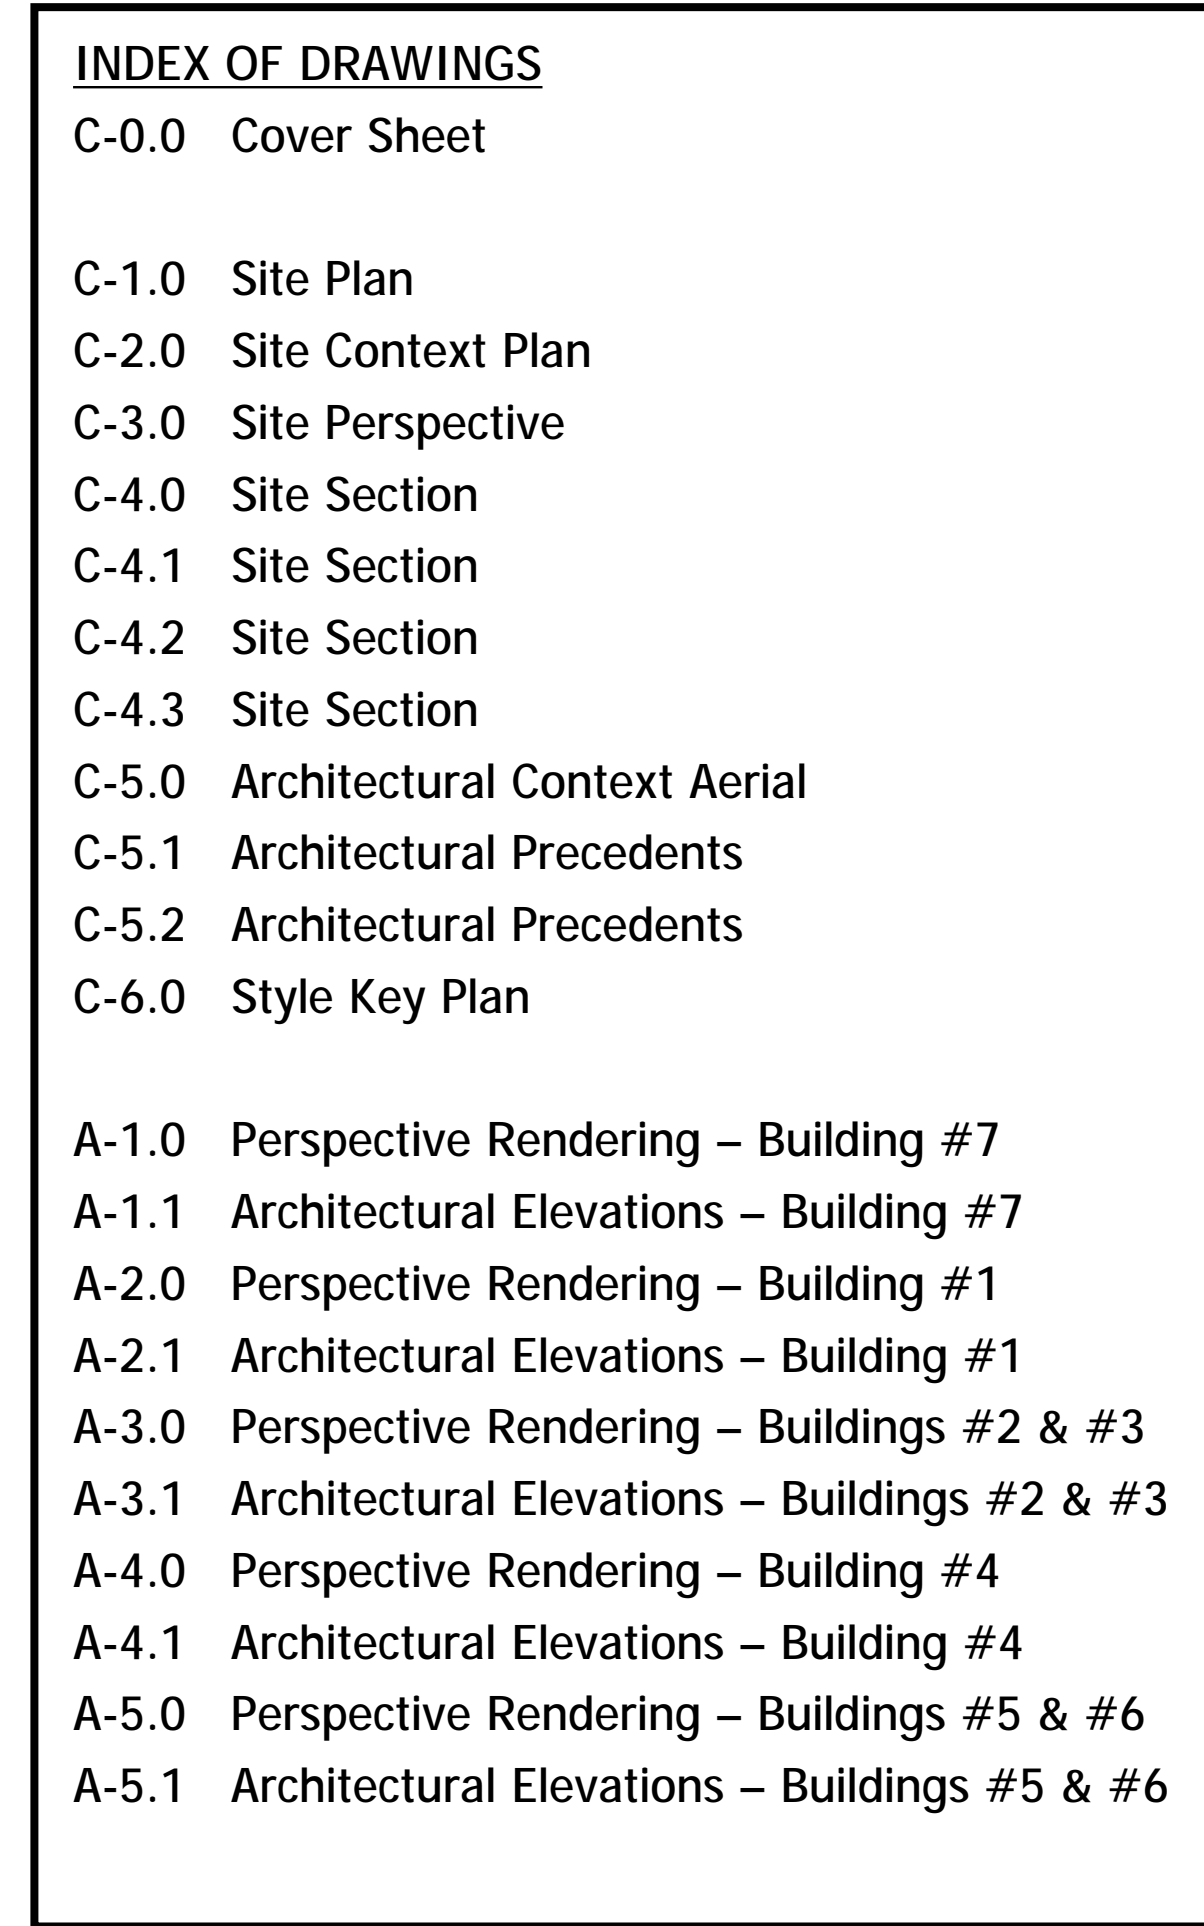 INDEX OF DRAWINGS
C-0.0 Cover Sheet
C-1.0 Site Plan
C-2.0 Site Context Plan
C-3.0 Site Perspective
C-4.0 Site Section
C-4.1 Site Section
C-4.2 Site Section
C-4.3 Site Section
C-5.0 Architectural Context Aerial
C-5.1 Architectural Precedents
C-5.2 Architectural Precedents
C-6.0 Style Key Plan
A-1.0 Perspective Rendering – Building #7
A-1.1 Architectural Elevations – Building #7
A-2.0 Perspective Rendering – Building #1
A-2.1 Architectural Elevations – Building #1
A-3.0 Perspective Rendering – Buildings #2 & #3
A-3.1 Architectural Elevations – Buildings #2 & #3
A-4.0 Perspective Rendering – Building #4
A-4.1 Architectural Elevations – Building #4
A-5.0 Perspective Rendering – Buildings #5 & #6
A-5.1 Architectural Elevations – Buildings #5 & #6